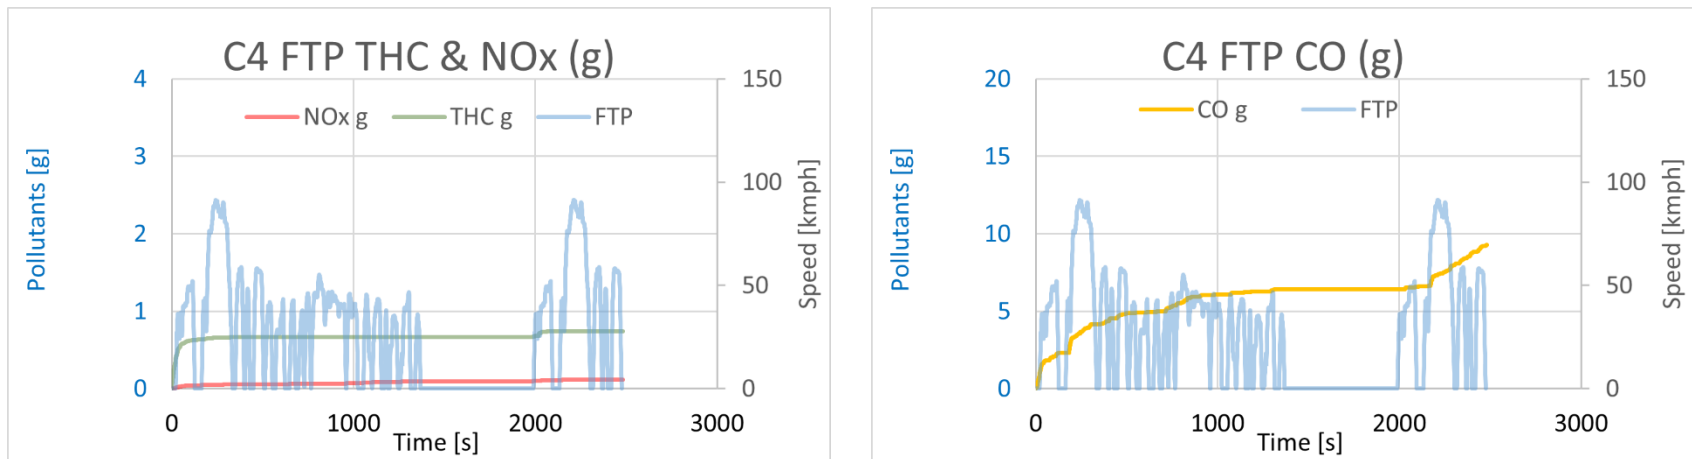 C4 FTP THC & NOx (g)
NOx g THC g FTP
Pollutants [g]
4
3
2
1
0
Speed [kmph]
150
100
50
0
0 1000 2000 3000
Time [s]
C4 FTP CO (g)
CO g FTP
Pollutants [g]
20
15
10
5
0
Speed [kmph]
150
100
50
0
0 1000 2000 3000
Time [s]